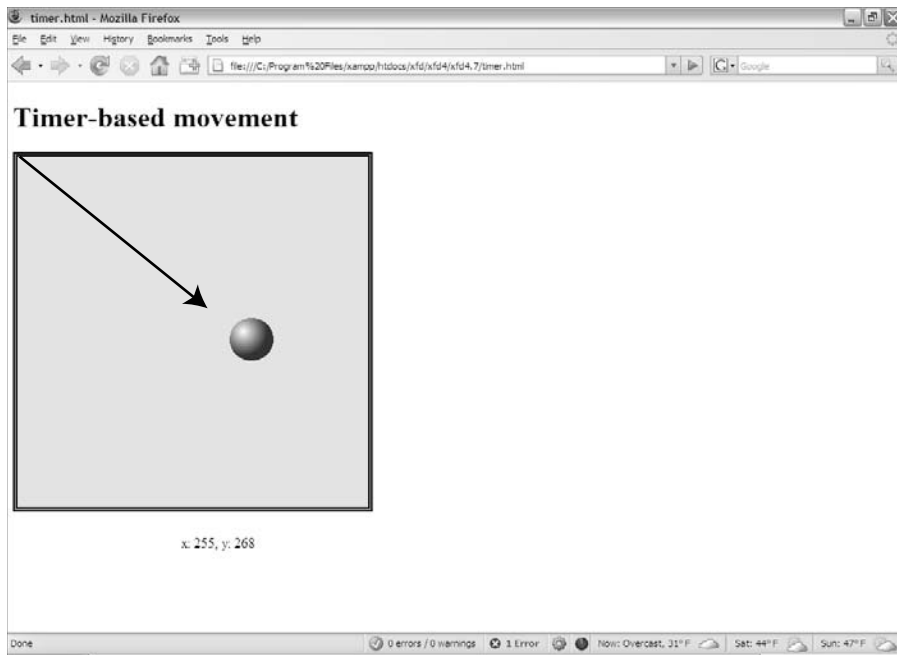 timer.html - Mozilla Firefox
File Edit View History Bookmarks Tools Help
file:///C:/Program%20Files/xampp/htdocs/xfd/xfd4/xfd4.7/timer.html
G Google
Timer-based movement
x: 255, y: 268
Done 0 errors / 0 warnings 1 Error Now: Overcast, 31° F Sat: 44° F Sun: 47° F